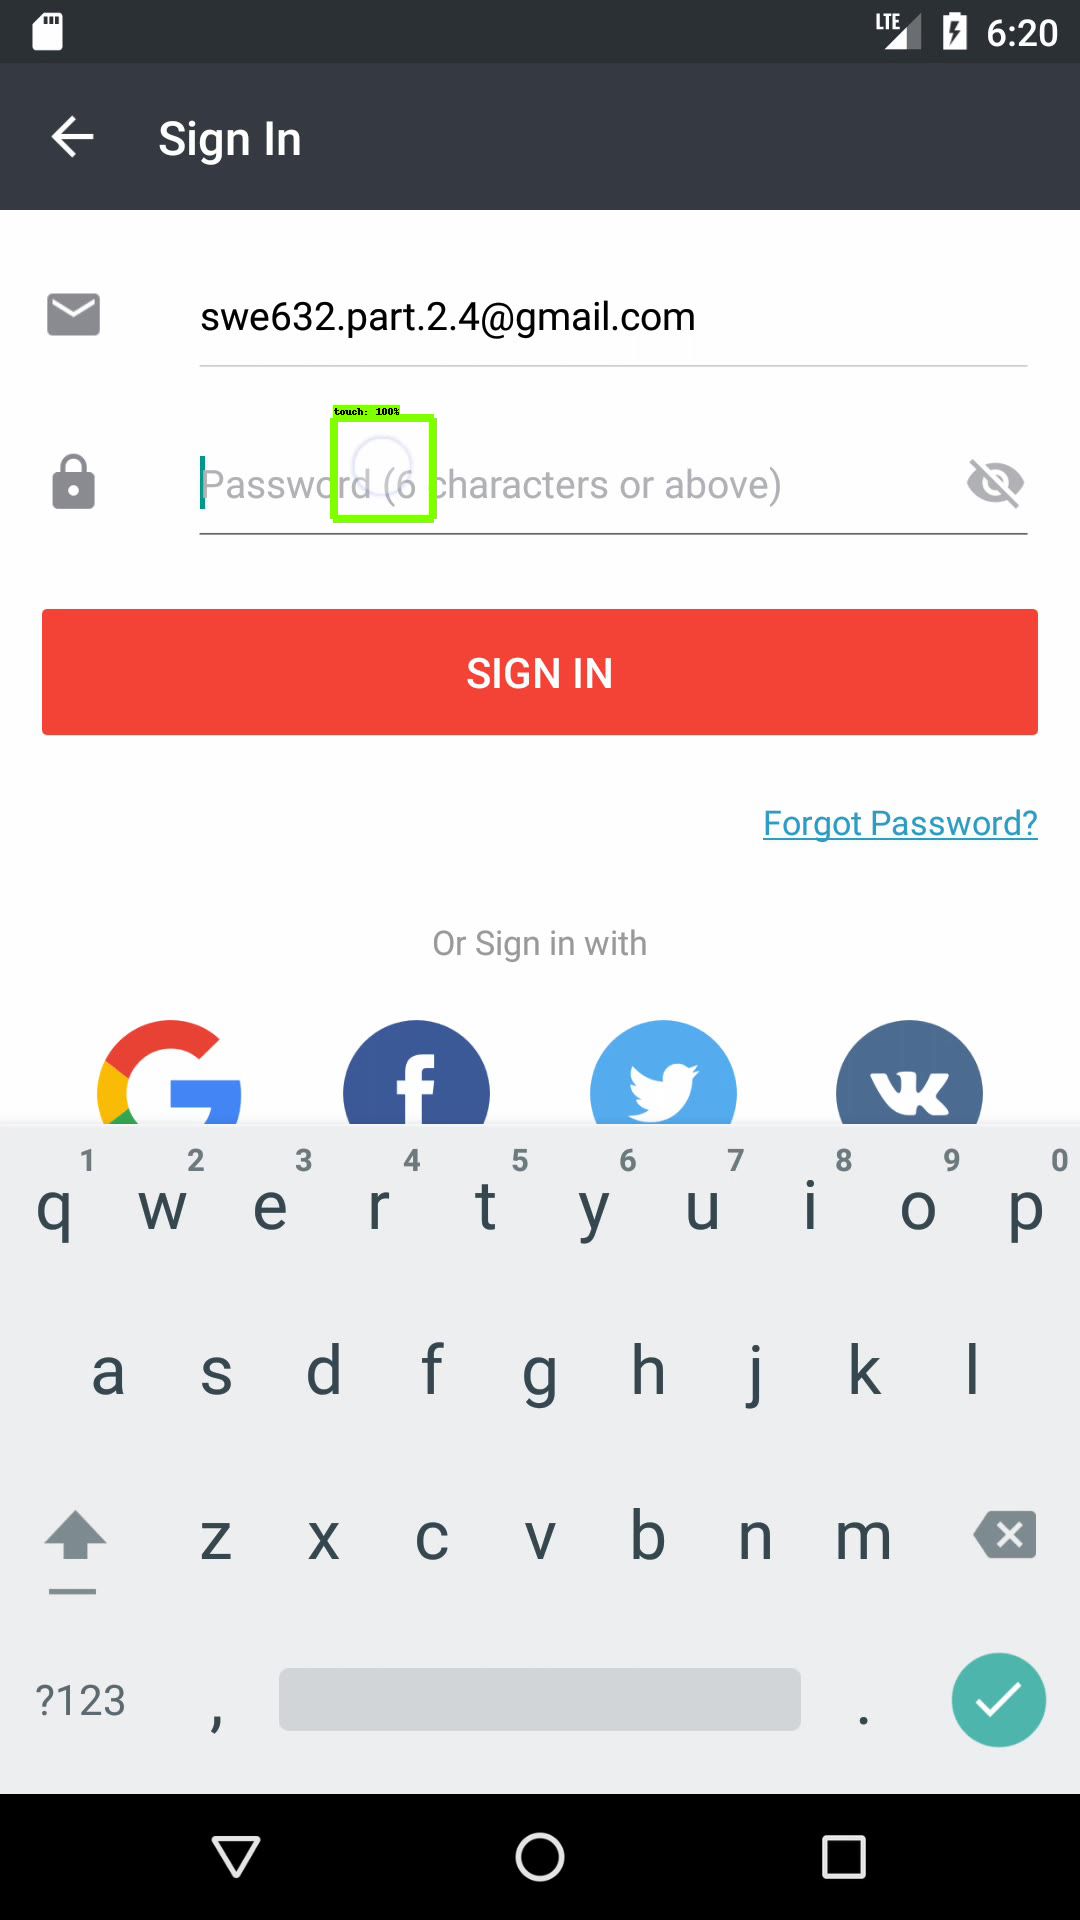 LTE 6:20
Sign In
swe632.part.2.4@gmail.com
touch: 100%
Password (6 characters or above)
SIGN IN
Forgot Password?
Or Sign in with
1 2 3 4 5 6 7 8 9 0
q w e r t y u i o p
a s d f g h j k l
z x c v b n m
?123 , .